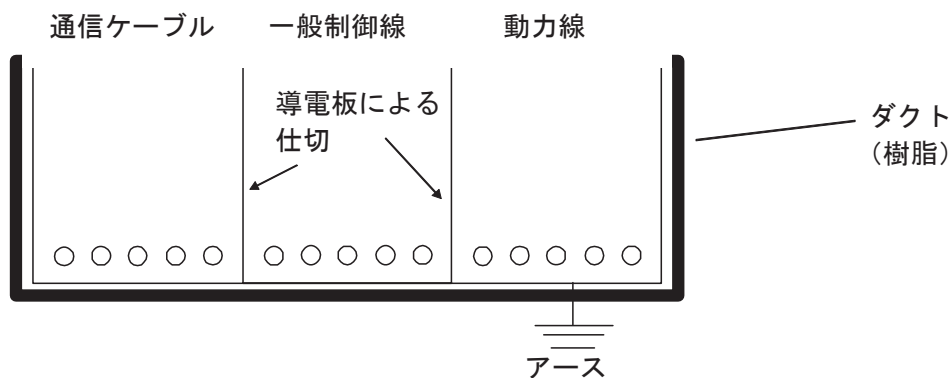 通信ケーブル
一般制御線
動力線
導電板による
仕切
ダクト
（樹脂）
アース